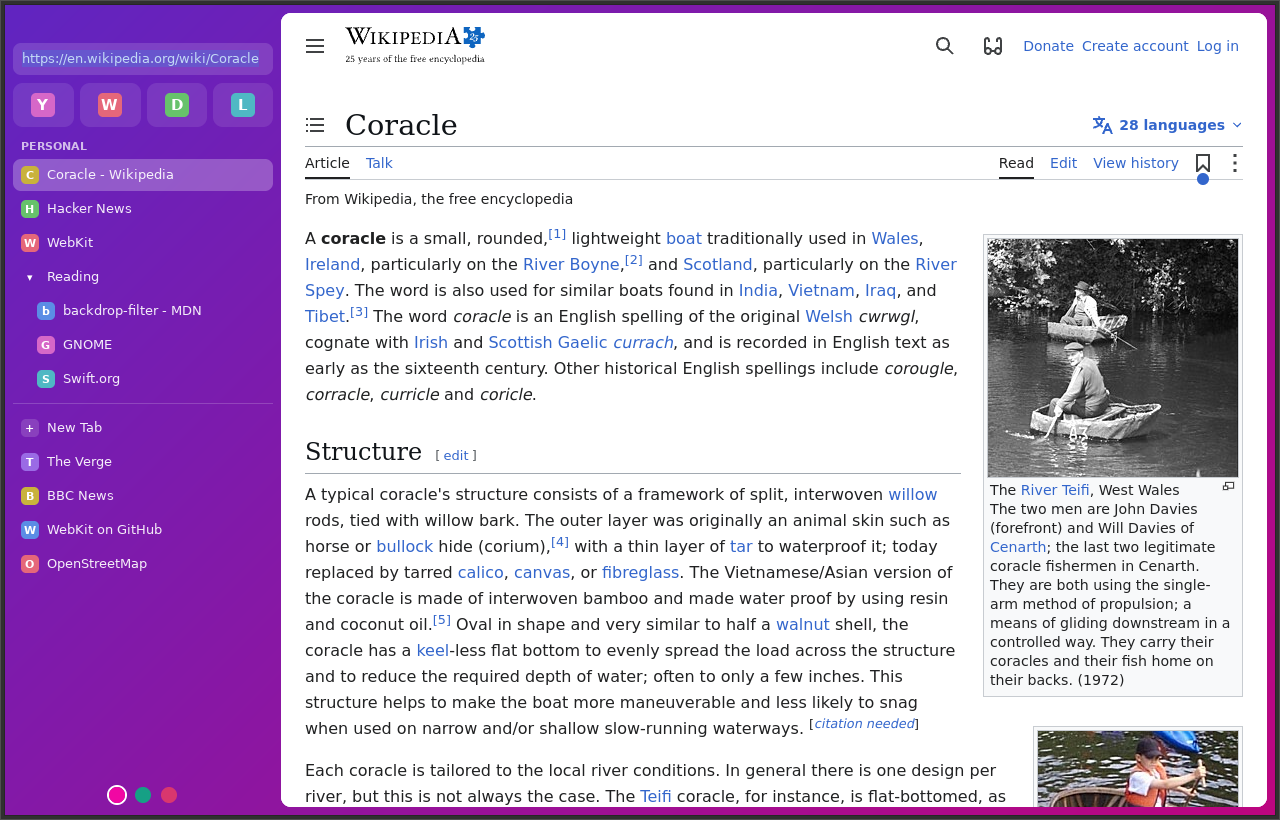 https://en.wikipedia.org/wiki/Coracle
Y W D L
PERSONAL
C Coracle - Wikipedia
H Hacker News
W WebKit
Reading
b backdrop-filter - MDN
G GNOME
S Swift.org
+ New Tab
T The Verge
B BBC News
W WebKit on GitHub
O OpenStreetMap
WIKIPEDIA 25
25 years of the free encyclopedia
Donate Create account Log in
Coracle
28 languages
Article Talk
Read Edit View history
From Wikipedia, the free encyclopedia
A coracle is a small, rounded,[1] lightweight boat traditionally used in Wales,
Ireland, particularly on the River Boyne,[2] and Scotland, particularly on the River
Spey. The word is also used for similar boats found in India, Vietnam, Iraq, and
Tibet.[3] The word coracle is an English spelling of the original Welsh cwrwgl,
cognate with Irish and Scottish Gaelic currach, and is recorded in English text as
early as the sixteenth century. Other historical English spellings include corougle,
corracle, curricle and coricle.
Structure [ edit ]
A typical coracle's structure consists of a framework of split, interwoven willow
rods, tied with willow bark. The outer layer was originally an animal skin such as
horse or bullock hide (corium),[4] with a thin layer of tar to waterproof it; today
replaced by tarred calico, canvas, or fibreglass. The Vietnamese/Asian version of
the coracle is made of interwoven bamboo and made water proof by using resin
and coconut oil.[5] Oval in shape and very similar to half a walnut shell, the
coracle has a keel-less flat bottom to evenly spread the load across the structure
and to reduce the required depth of water; often to only a few inches. This
structure helps to make the boat more maneuverable and less likely to snag
when used on narrow and/or shallow slow-running waterways. [citation needed]
Each coracle is tailored to the local river conditions. In general there is one design per
river, but this is not always the case. The Teifi coracle, for instance, is flat-bottomed, as
The River Teifi, West Wales
The two men are John Davies
(forefront) and Will Davies of
Cenarth; the last two legitimate
coracle fishermen in Cenarth.
They are both using the single-
arm method of propulsion; a
means of gliding downstream in a
controlled way. They carry their
coracles and their fish home on
their backs. (1972)